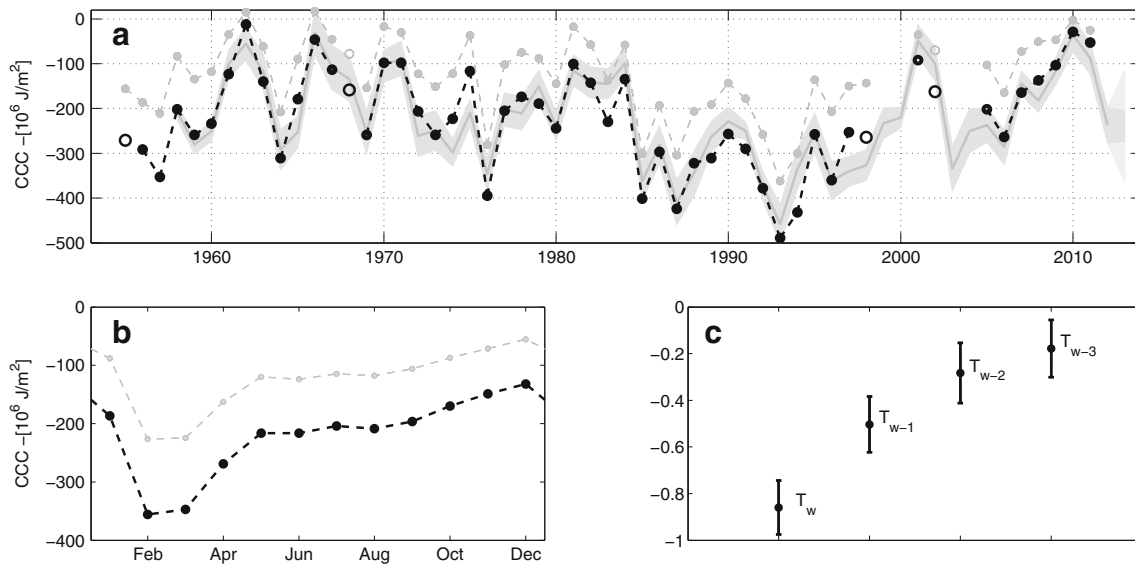 a
CCC –[10⁶ J/m²]
0
−100
−200
−300
−400
−500
1960
1970
1980
1990
2000
2010
b
CCC –[10⁶ J/m²]
0
−100
−200
−300
−400
Feb
Apr
Jun
Aug
Oct
Dec
c
0
−0.2
−0.4
−0.6
−0.8
−1
T_w
T_w−1
T_w−2
T_w−3